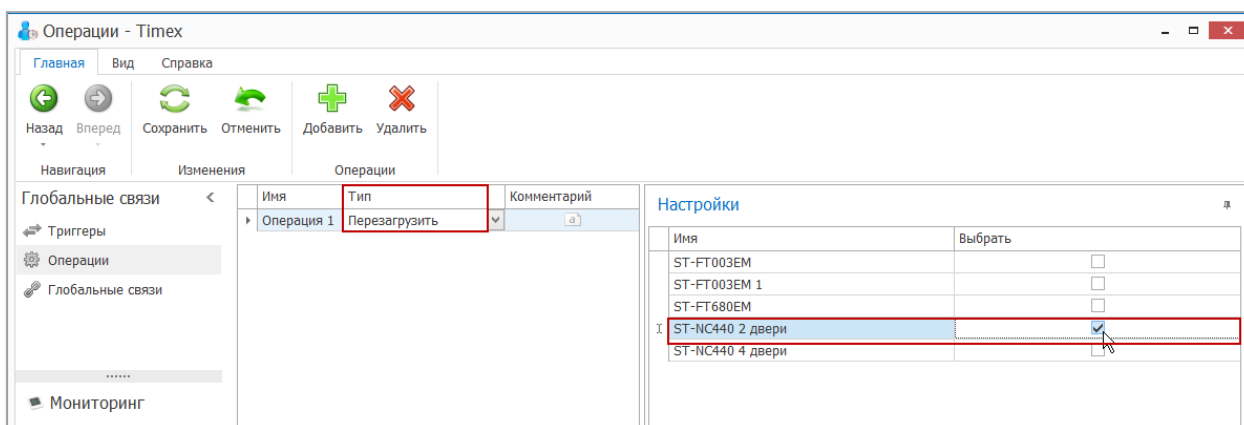 Операции - Timex
Главная Вид Справка
Назад Вперед Сохранить Отменить Добавить Удалить
Навигация Изменения Операции
Глобальные связи
Триггеры
Операции
Глобальные связи
Мониторинг
Имя Тип Комментарий
Операция 1 Перезагрузить a
Настройки
Имя Выбрать
ST-FT003EM
ST-FT003EM 1
ST-FT680EM
ST-NC440 2 двери
ST-NC440 4 двери